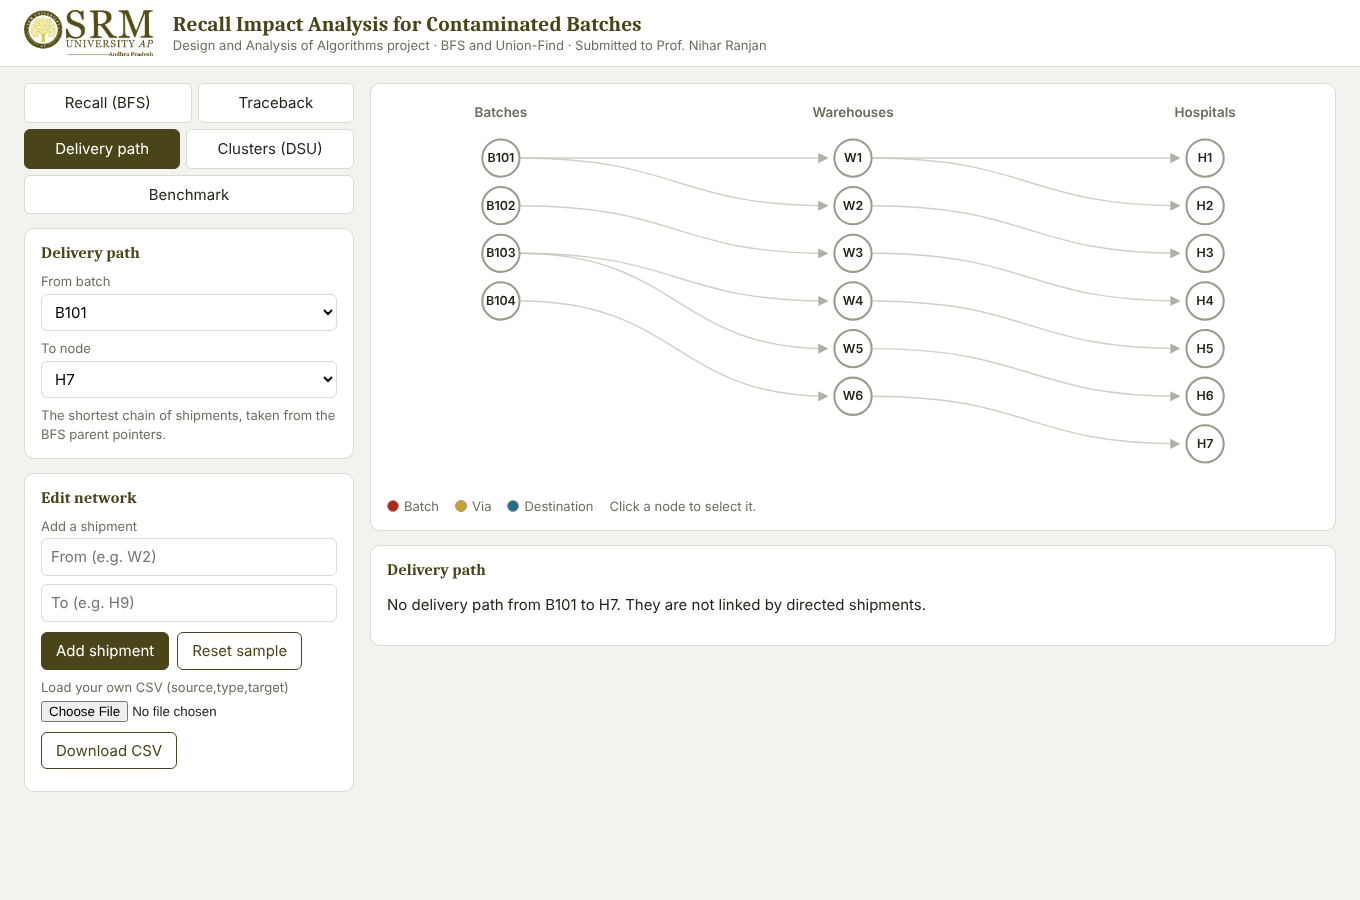 SRM
UNIVERSITY AP
Andhra Pradesh
Recall Impact Analysis for Contaminated Batches
Design and Analysis of Algorithms project · BFS and Union-Find · Submitted to Prof. Nihar Ranjan
Recall (BFS)
Traceback
Delivery path
Clusters (DSU)
Benchmark
Delivery path
From batch
B101
To node
H7
The shortest chain of shipments, taken from the
BFS parent pointers.
Edit network
Add a shipment
From (e.g. W2)
To (e.g. H9)
Add shipment
Reset sample
Load your own CSV (source,type,target)
Choose File No file chosen
Download CSV
Batches
Warehouses
Hospitals
B101
W1
H1
B102
W2
H2
B103
W3
H3
B104
W4
H4
W5
H5
W6
H6
H7
Batch
Via
Destination
Click a node to select it.
Delivery path
No delivery path from B101 to H7. They are not linked by directed shipments.